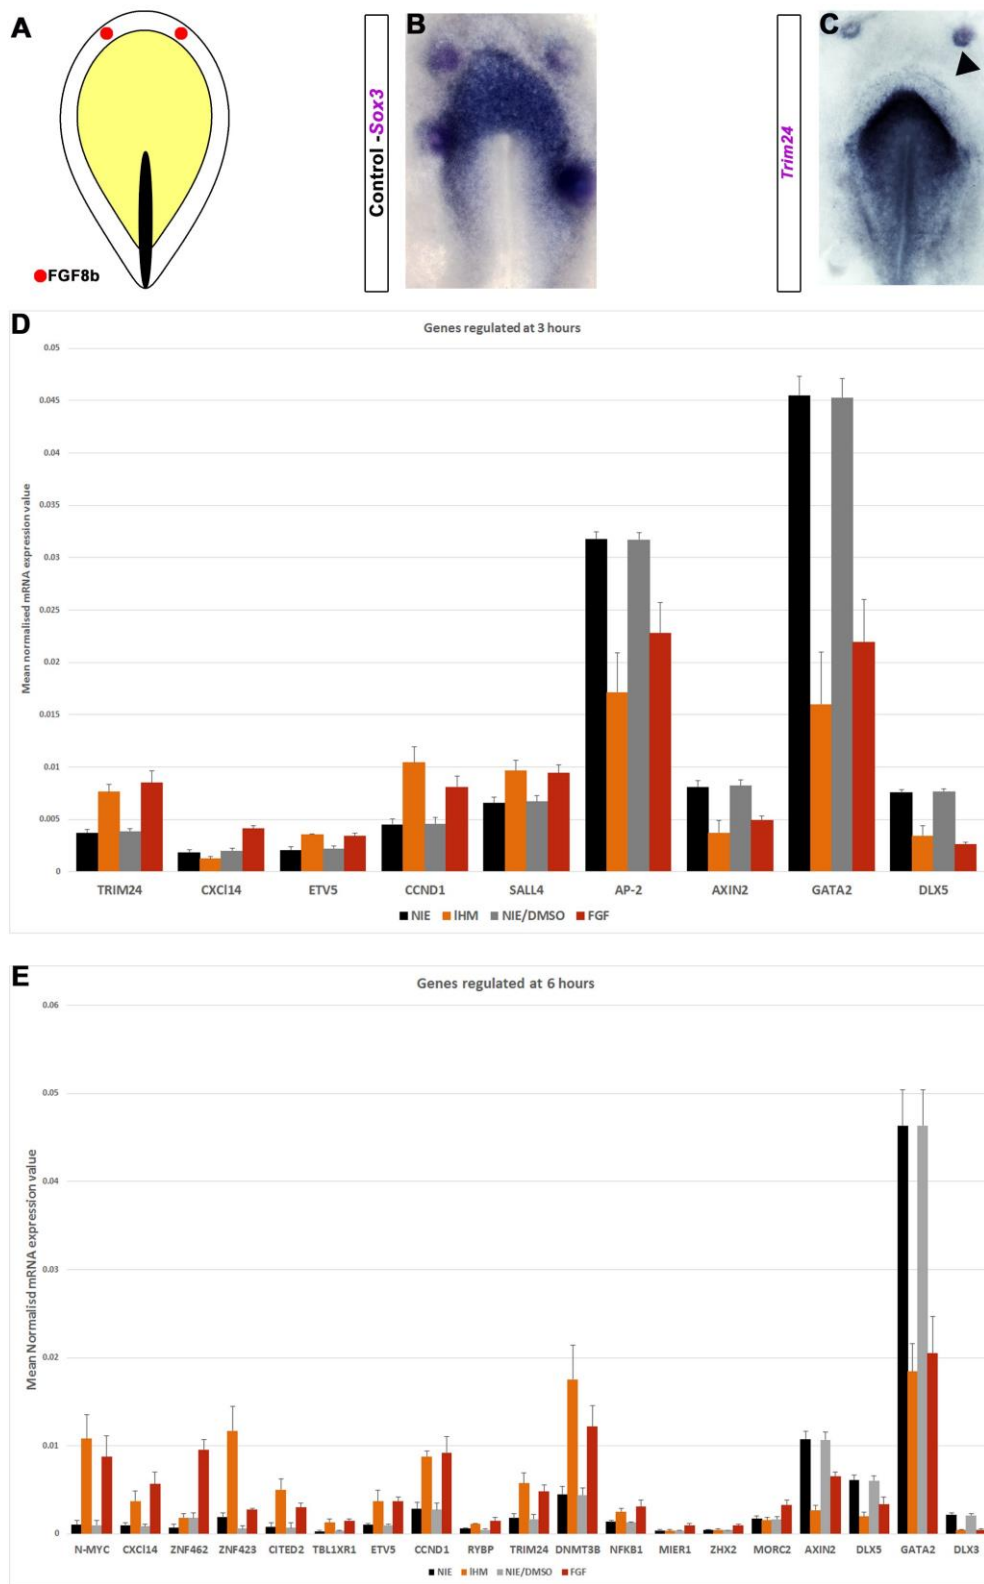 A
B
C
FGF8b
Control -Sox3
Trim24
D
Genes regulated at 3 hours
Mean normalised mRNA expression value
0.05
0.045
0.04
0.035
0.03
0.025
0.02
0.015
0.01
0.005
0
TRIM24 CXCl14 ETV5 CCND1 SALL4 AP-2 AXIN2 GATA2 DLX5
NIE IHM NIE/DMSO FGF
E
Genes regulated at 6 hours
Mean Normalisd mRNA expression value
0.06
0.05
0.04
0.03
0.02
0.01
0
N-MYC CXCl14 ZNF462 ZNF423 CITED2 TBL1XR1 ETV5 CCND1 RYBP TRIM24 DNMT3B NFKB1 MIER1 ZHX2 MORC2 AXIN2 DLX5 GATA2 DLX3
NIE IHM NIE/DMSO FGF